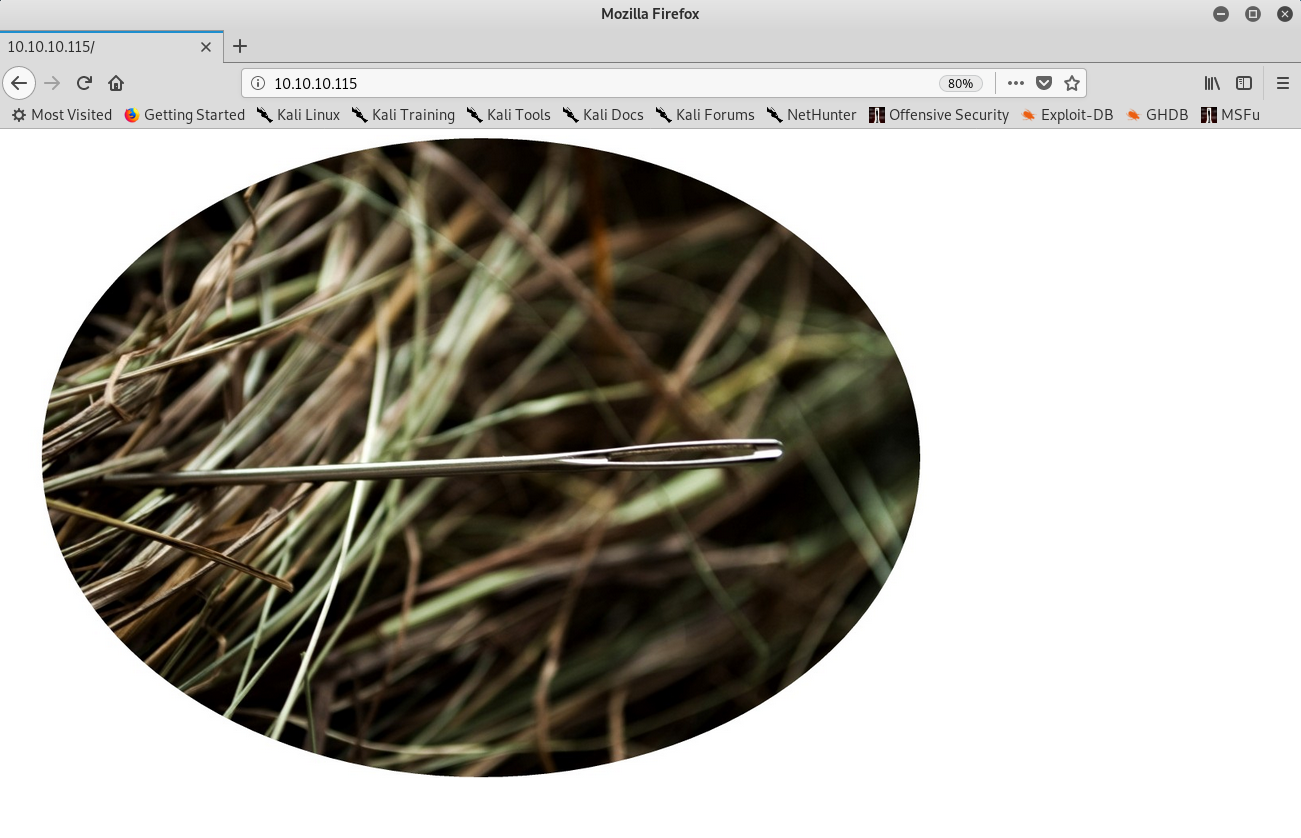 Mozilla Firefox
10.10.10.115/
10.10.10.115 80%
Most Visited Getting Started Kali Linux Kali Training Kali Tools Kali Docs Kali Forums NetHunter Offensive Security Exploit-DB GHDB MSFu